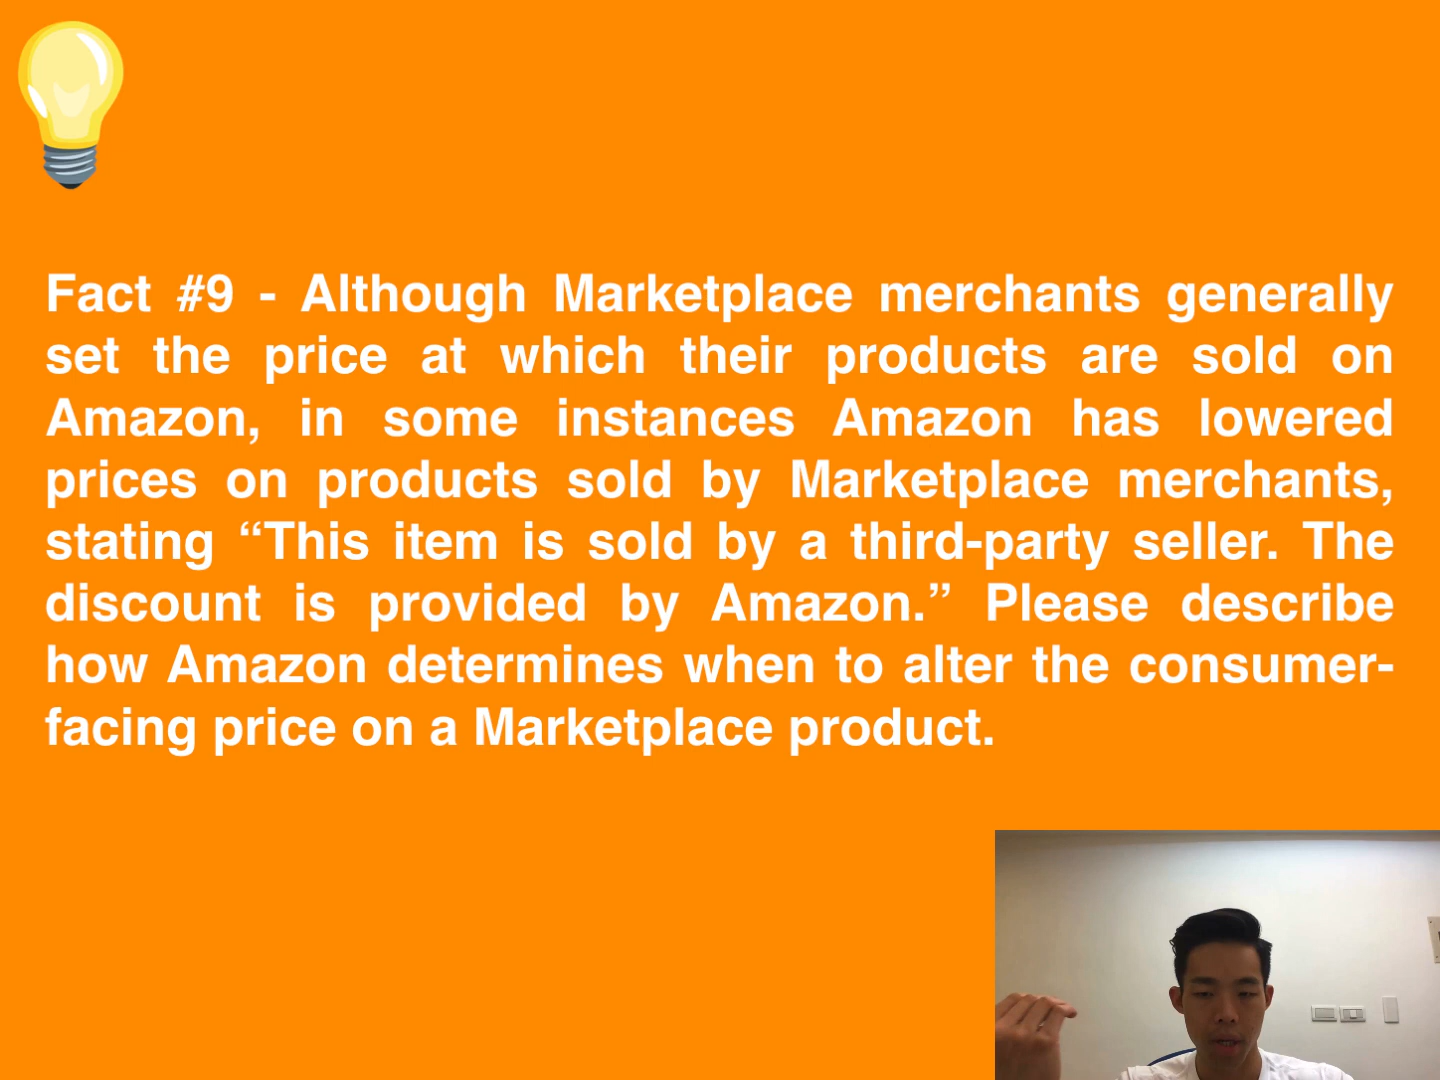 Fact #9 - Although Marketplace merchants generally
set the price at which their products are sold on
Amazon, in some instances Amazon has lowered
prices on products sold by Marketplace merchants,
stating “This item is sold by a third-party seller. The
discount is provided by Amazon.” Please describe
how Amazon determines when to alter the consumer-
facing price on a Marketplace product.